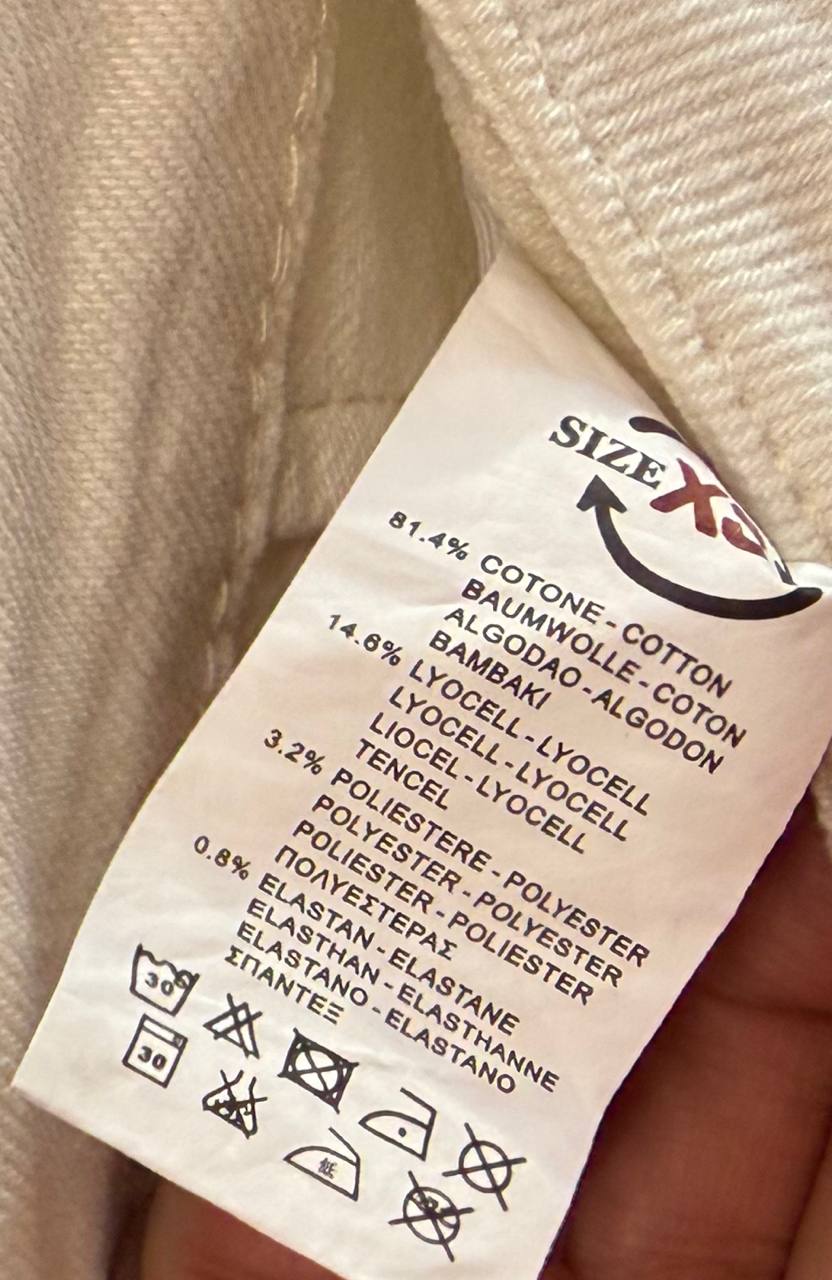 SIZE
81.4% COTONE - COTTON
BAUMWOLLE - COTON
ALGODAO - ALGODON
BAMBAKI
14.6% LYOCELL - LYOCELL
LYOCELL - LYOCELL
LIOCEL - LYOCELL
TENCEL
3.2% POLIESTERE - POLYESTER
POLYESTER - POLYESTER
POLIESTER - POLIESTER
ΠΟΛΥΕΣΤΕΡΑΣ
0.8% ELASTAN - ELASTANE
ELASTHAN - ELASTHANNE
ELASTANO - ELASTANO
ΣΠΑΝΤΕΞ
30
30
低